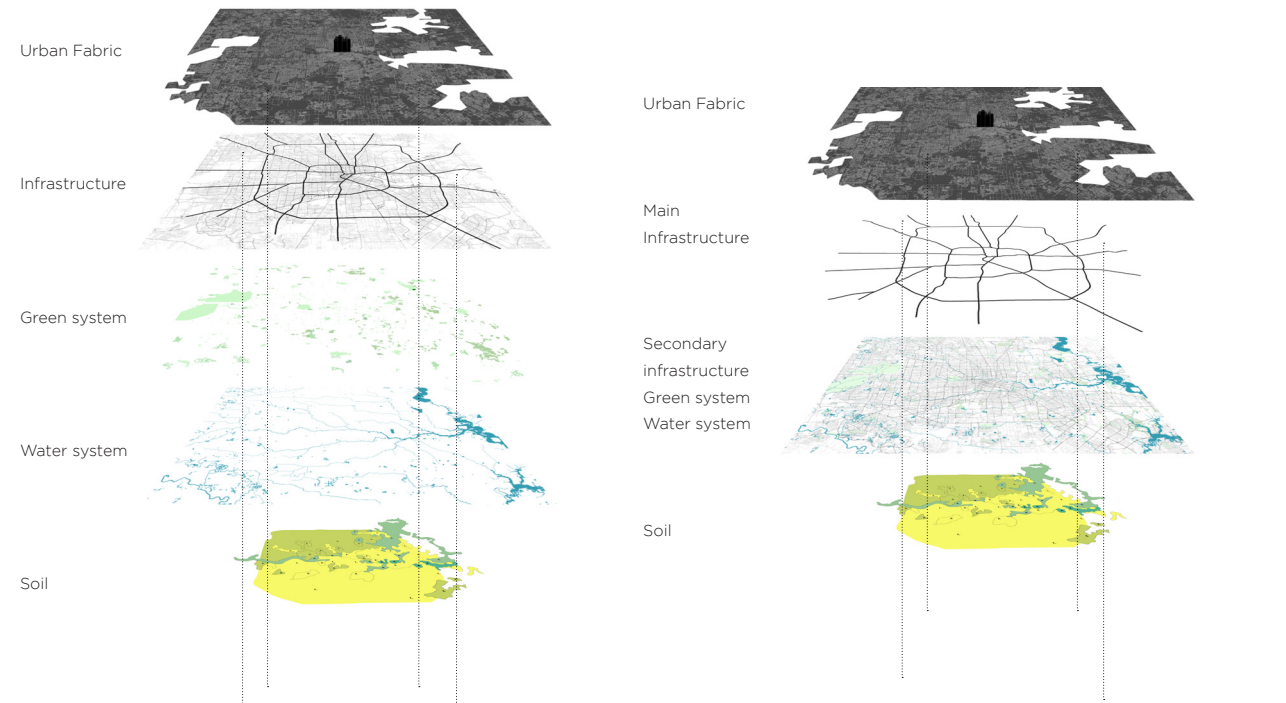 Urban Fabric
Infrastructure
Green system
Water system
Soil
Urban Fabric
Main
Infrastructure
Secondary
infrastructure
Green system
Water system
Soil